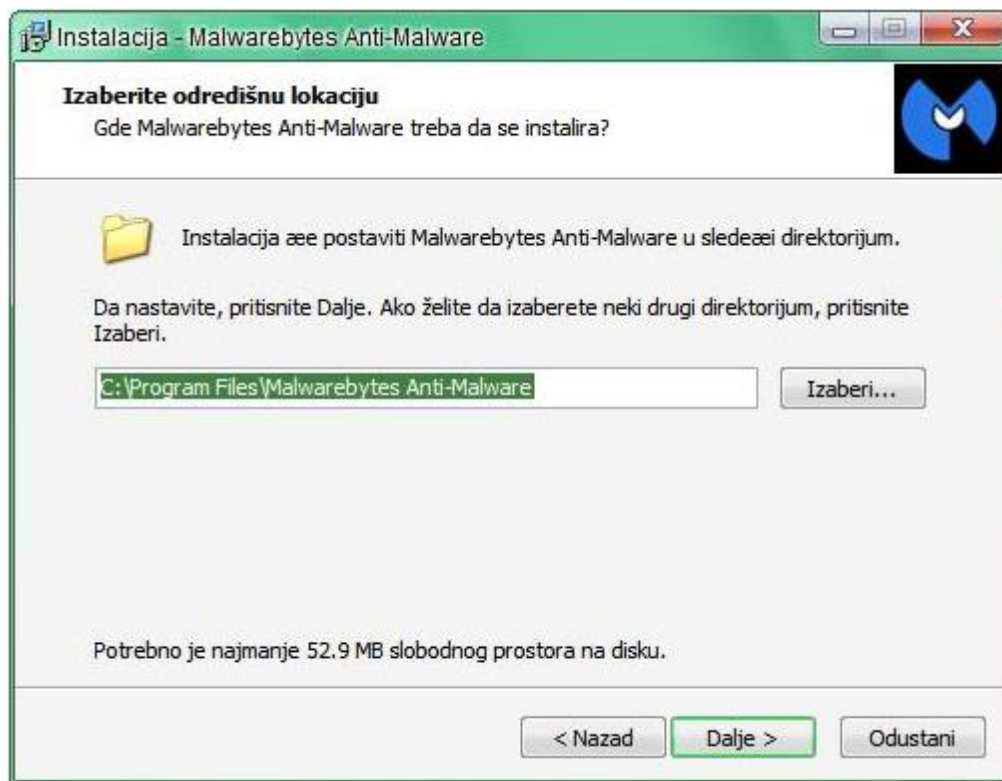 Instalacija - Malwarebytes Anti-Malware
Izaberite odredišnu lokaciju
Gde Malwarebytes Anti-Malware treba da se instalira?
Instalacija æee postaviti Malwarebytes Anti-Malware u sledeæi direktorijum.
Da nastavite, pritisnite Dalje. Ako želite da izaberete neki drugi direktorijum, pritisnite
Izaberi.
C:\Program Files\Malwarebytes Anti-Malware
Izaberi...
Potrebno je najmanje 52.9 MB slobodnog prostora na disku.
< Nazad
Dalje >
Odustani